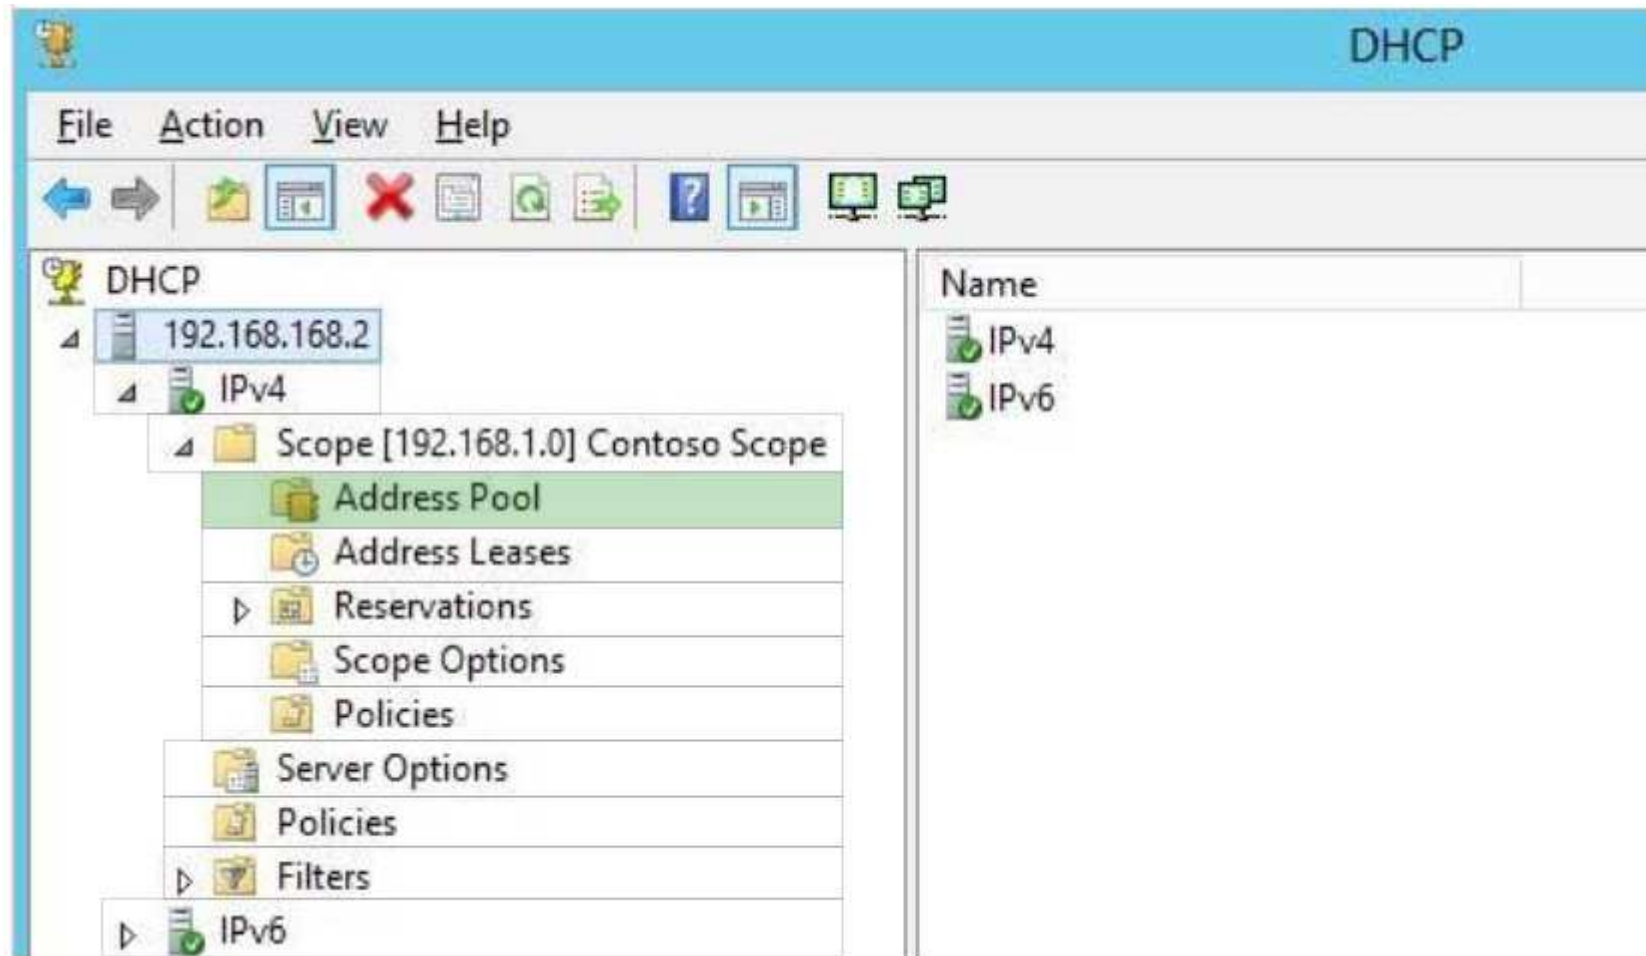 DHCP
File Action View Help
DHCP
192.168.168.2
IPv4
Scope [192.168.1.0] Contoso Scope
Address Pool
Address Leases
Reservations
Scope Options
Policies
Server Options
Policies
Filters
IPv6
Name
IPv4
IPv6